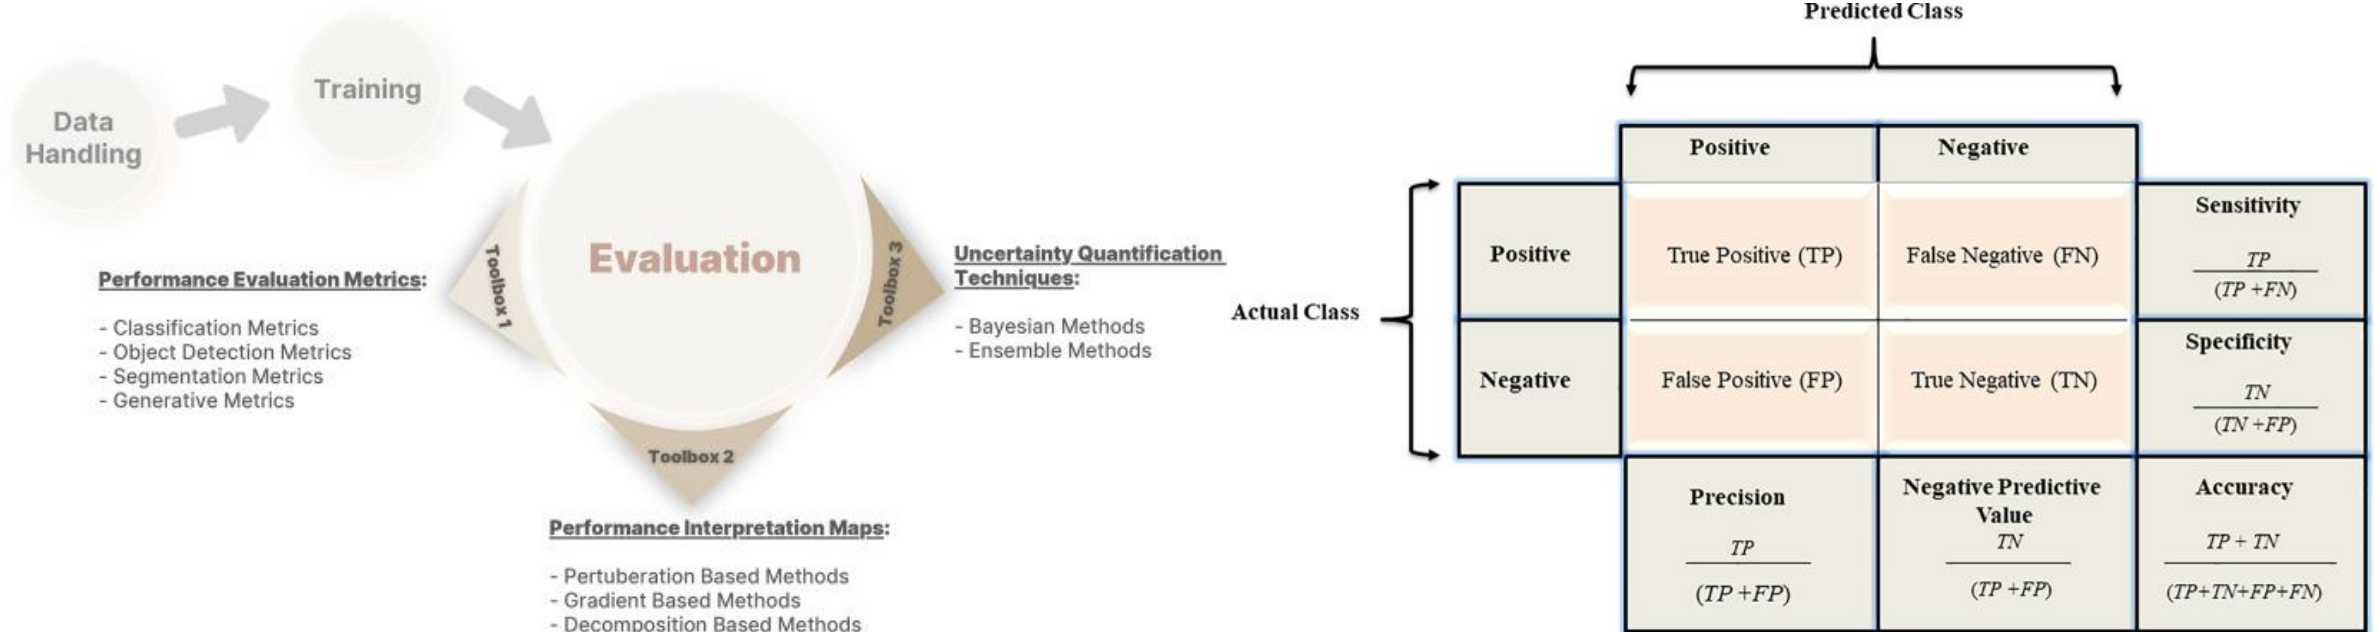 Data
Handling
Training
Evaluation
Toolbox 1
Toolbox 2
Toolbox 3
Performance Evaluation Metrics:
- Classification Metrics
- Object Detection Metrics
- Segmentation Metrics
- Generative Metrics
Performance Interpretation Maps:
- Pertuberation Based Methods
- Gradient Based Methods
- Decomposition Based Methods
Uncertainty Quantification
Techniques:
- Bayesian Methods
- Ensemble Methods
Predicted Class
Positive
Negative
Actual Class
Positive
True Positive (TP)
False Negative (FN)
Sensitivity
TP
(TP +FN)
Negative
False Positive (FP)
True Negative (TN)
Specificity
TN
(TN +FP)
Precision
TP
(TP +FP)
Negative Predictive
Value
TN
(TP +FP)
Accuracy
TP + TN
(TP+TN+FP+FN)